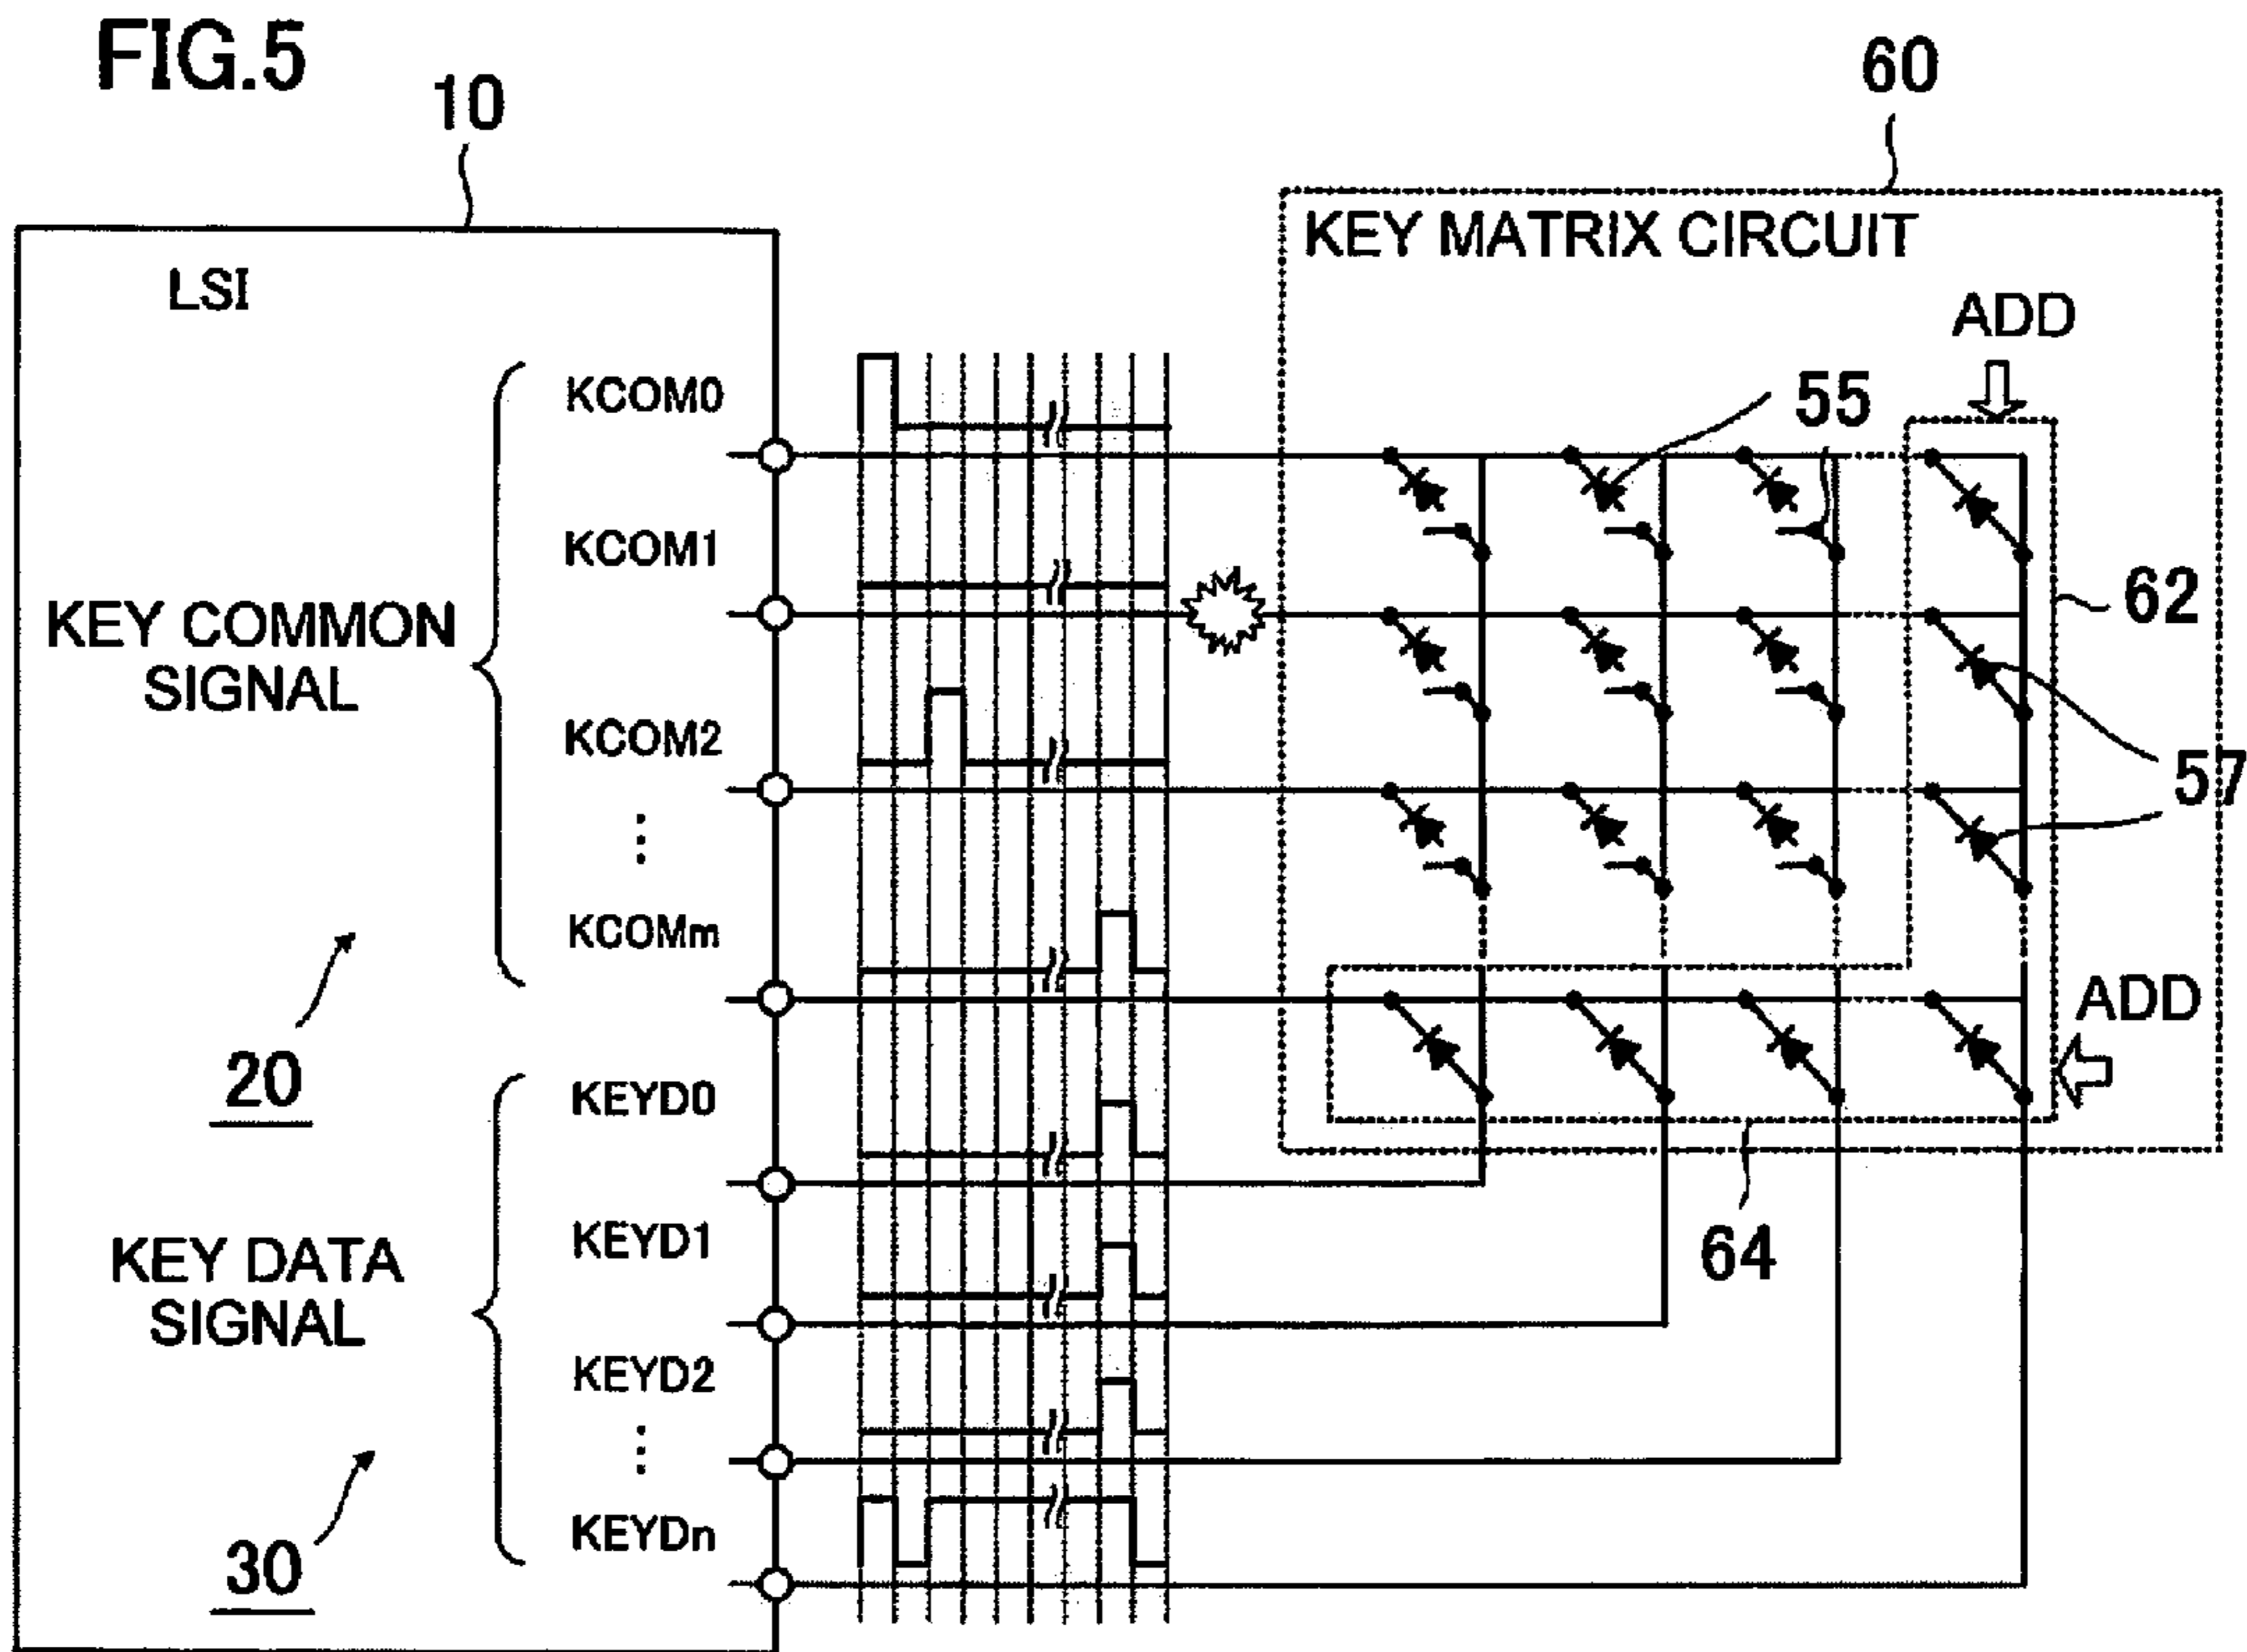 FIG.5
10
60
LSI
KEY MATRIX CIRCUIT
ADD
KCOM0
55
KCOM1
KEY COMMON
SIGNAL
62
KCOM2
57
⋮
KCOMm
ADD
20
KEYD0
KEYD1
64
KEY DATA
SIGNAL
KEYD2
⋮
KEYDn
30